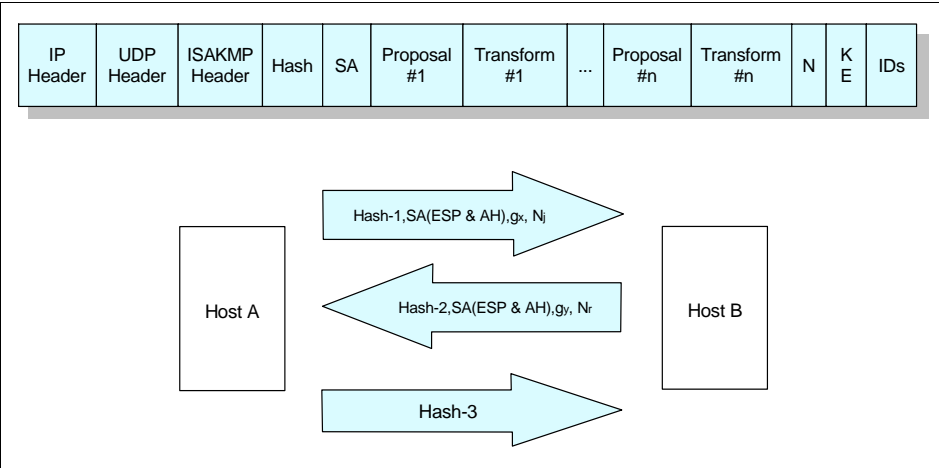 IP
Header
UDP
Header
ISAKMP
Header
Hash
SA
Proposal
#1
Transform
#1
...
Proposal
#n
Transform
#n
N
K
E
IDs
Hash-1,SA(ESP & AH),gx, Nj
Host A
Hash-2,SA(ESP & AH),gy, Nr
Host B
Hash-3